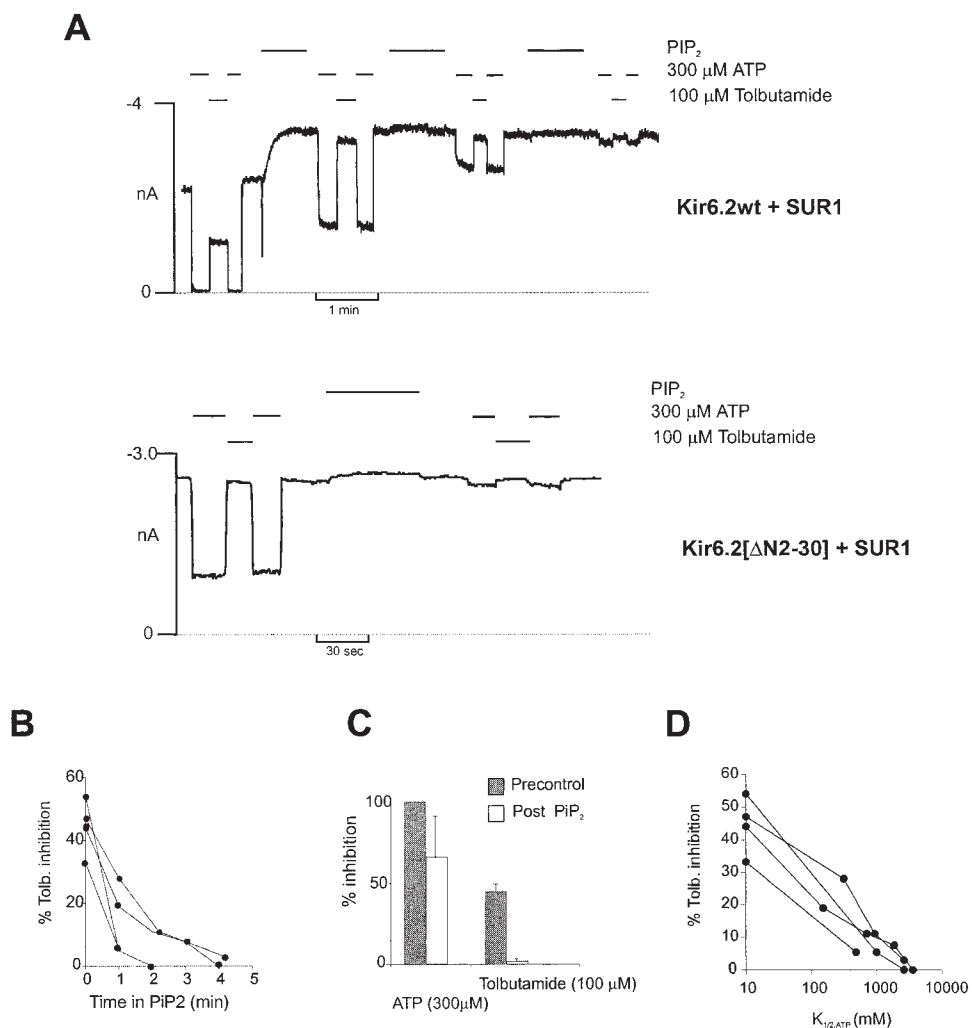 A
PIP2
300 µM ATP
100 µM Tolbutamide
-4
nA
0
1 min
Kir6.2wt + SUR1
PIP2
300 µM ATP
100 µM Tolbutamide
-3.0
nA
0
30 sec
Kir6.2[ΔN2-30] + SUR1
B
% Tolb. inhibition
60
40
20
0
0 1 2 3 4 5
Time in PiP2 (min)
C
% inhibition
100
50
0
Precontrol
Post PiP2
ATP (300µM)
Tolbutamide (100 µM)
D
% Tolb. inhibition
60
50
40
30
20
10
0
10 100 1000 10000
K1/2,ATP (mM)